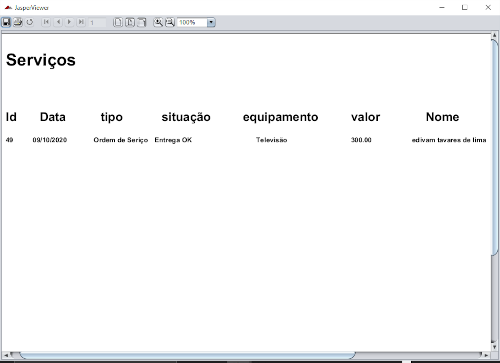 JasperViewer
1
100%
Serviços
Id Data tipo situação equipamento valor Nome
49 09/10/2020 Ordem de Seriço Entrega OK Televisão 300.00 edivam tavares de lima